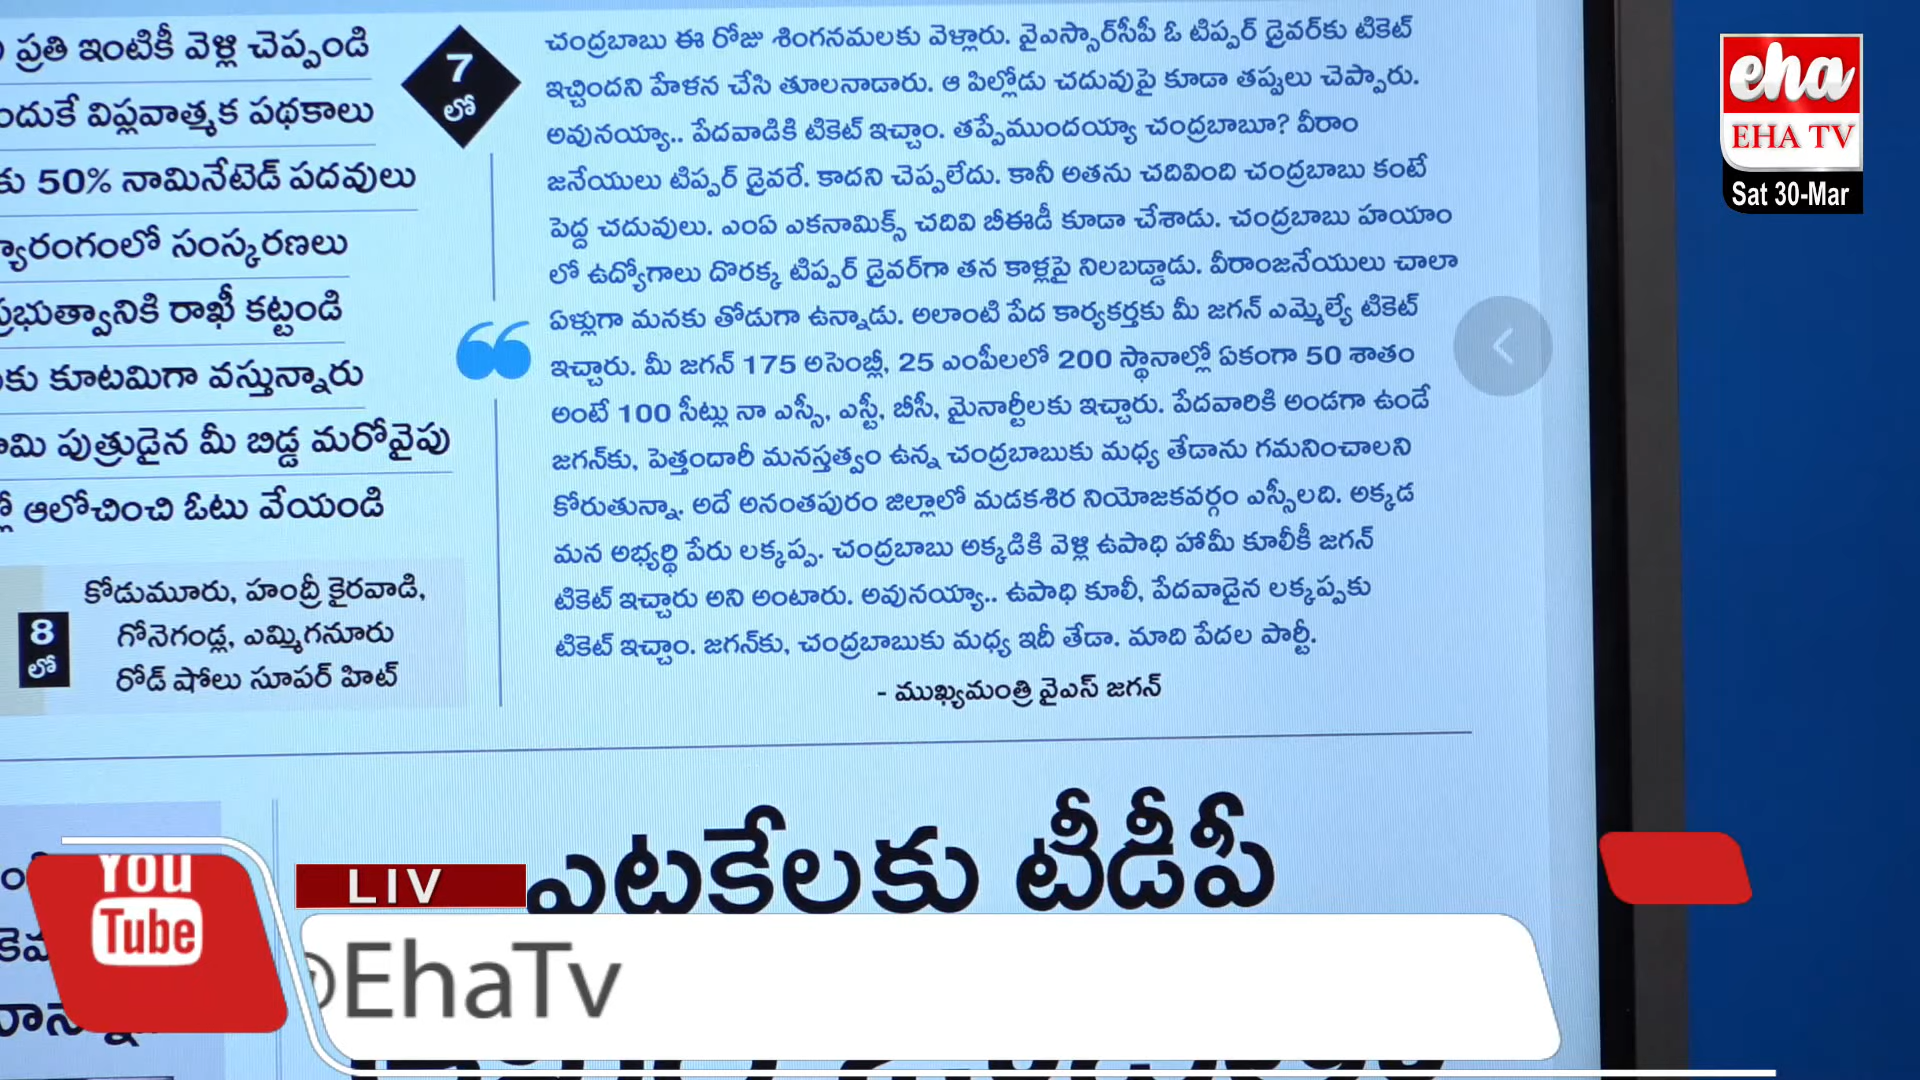 ప్రతి ఇంటికీ వెళ్లి చెప్పండి
విప్లవాత్మక పథకాలు
కు 50% నామినేటెడ్ పదవులు
సంస్కరణలు
రాఖీ కట్టండి
కూటమిగా వస్తున్నారు
పుత్రుడైన మీ బిడ్డ మరోవైపు
ఆలోచించి ఓటు వేయండి
7
లో
8
లో
కోడుమూరు, హంద్రీ కైరవాడి,
గోనెగండ్ల, ఎమ్మిగనూరు
రోడ్ షోలు సూపర్ హిట్
చంద్రబాబు ఈ రోజు శింగనమలకు వెళ్లారు. వైఎస్సార్‌సీపీ ఓ టిప్పర్ డ్రైవర్‌కు టికెట్
ఇచ్చిందని హేళన చేసి తూలనాడారు. ఆ పిల్లోడు చదువుపై కూడా తప్పులు చెప్పారు.
అవునయ్యా.. పేదవాడికి టికెట్ ఇచ్చాం. తప్పేముందయ్యా చంద్రబాబూ? వీరాం
జనేయులు టిప్పర్ డ్రైవరే. కాదని చెప్పలేదు. కానీ అతను చదివింది చంద్రబాబు కంటే
పెద్ద చదువులు. ఎంఏ ఎకనామిక్స్ చదివి బీఈడీ కూడా చేశాడు. చంద్రబాబు హయాం
లో ఉద్యోగాలు దొరక్క టిప్పర్ డ్రైవర్‌గా తన కాళ్లపై నిలబడ్డాడు. వీరాంజనేయులు చాలా
ఏళ్లుగా మనకు తోడుగా ఉన్నాడు. అలాంటి పేద కార్యకర్తకు మీ జగన్ ఎమ్మెల్యే టికెట్
ఇచ్చారు. మీ జగన్ 175 అసెంబ్లీ, 25 ఎంపీలలో 200 స్థానాల్లో ఏకంగా 50 శాతం
అంటే 100 సీట్లు నా ఎస్సీ, ఎస్టీ, బీసీ, మైనార్టీలకు ఇచ్చారు. పేదవారికి అండగా ఉండే
జగన్‌కు, పెత్తందారీ మనస్తత్వం ఉన్న చంద్రబాబుకు మధ్య తేడాను గమనించాలని
కోరుతున్నా. అదే అనంతపురం జిల్లాలో మడకశిర నియోజకవర్గం ఎస్సీలది. అక్కడ
మన అభ్యర్థి పేరు లక్కప్ప. చంద్రబాబు అక్కడికి వెళ్లి ఉపాధి హామీ కూలీకీ జగన్
టికెట్ ఇచ్చారు అని అంటారు. అవునయ్యా.. ఉపాధి కూలీ, పేదవాడైన లక్కప్పకు
టికెట్ ఇచ్చాం. జగన్‌కు, చంద్రబాబుకు మధ్య ఇదీ తేడా. మాది పేదల పార్టీ.
- ముఖ్యమంత్రి వైఎస్ జగన్
ఎటకేలకు టీడీపీ
eha
EHA TV
Sat 30-Mar
You
Tube
LIV
@EhaTv